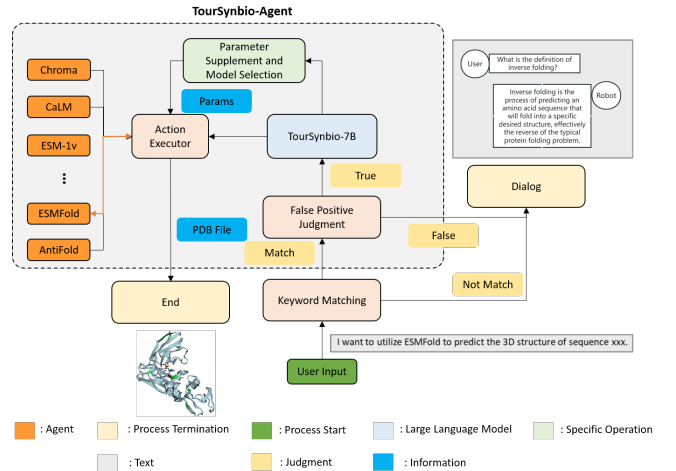 TourSynbio-Agent
Parameter
Supplement and
Model Selection
Chroma
CaLM
ESM-1v
ESMFold
AntiFold
Params
Action
Executor
TourSynbio-7B
True
PDB File
False Positive
Judgment
False
Match
Not Match
Dialog
Keyword Matching
End
User Input
I want to utilize ESMFold to predict the 3D structure of sequence xxx.
User
What is the definition of
inverse folding?
Robot
Inverse folding is the
process of predicting an
amino acid sequence that
will fold into a specific
desired structure, effectively
the reverse of the typical
protein folding problem.
: Agent
: Process Termination
: Process Start
: Large Language Model
: Specific Operation
: Text
: Judgment
: Information